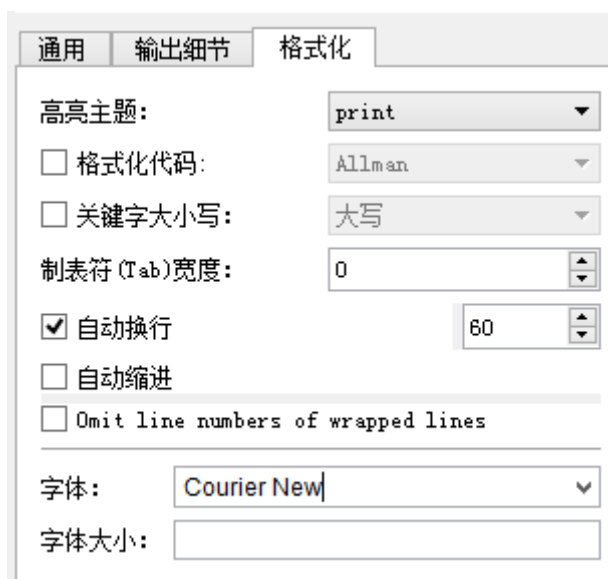 通用 输出细节 格式化
高亮主题: print
格式化代码: Allman
关键字大小写: 大写
制表符(Tab)宽度: 0
自动换行 60
自动缩进
Omit line numbers of wrapped lines
字体: Courier New
字体大小: